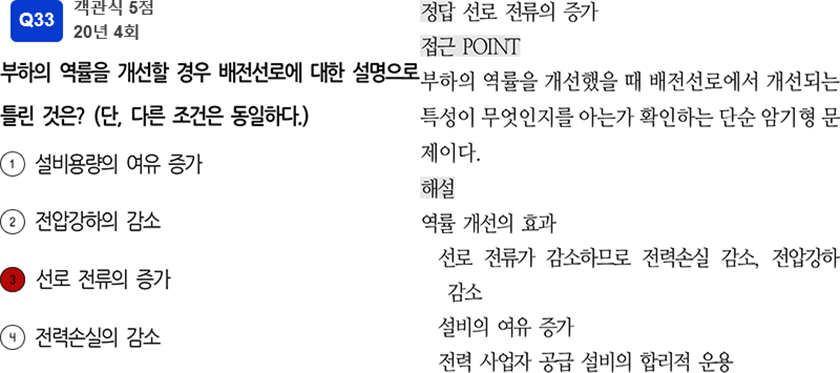 Q33
객관식 5점
20년 4회
부하의 역률을 개선할 경우 배전선로에 대한 설명으로
틀린 것은? (단, 다른 조건은 동일하다.)
① 설비용량의 여유 증가
② 전압강하의 감소
③ 선로 전류의 증가
④ 전력손실의 감소
정답 선로 전류의 증가
접근 POINT
부하의 역률을 개선했을 때 배전선로에서 개선되는
특성이 무엇인지를 아는가 확인하는 단순 암기형 문
제이다.
해설
역률 개선의 효과
선로 전류가 감소하므로 전력손실 감소, 전압강하
감소
설비의 여유 증가
전력 사업자 공급 설비의 합리적 운용